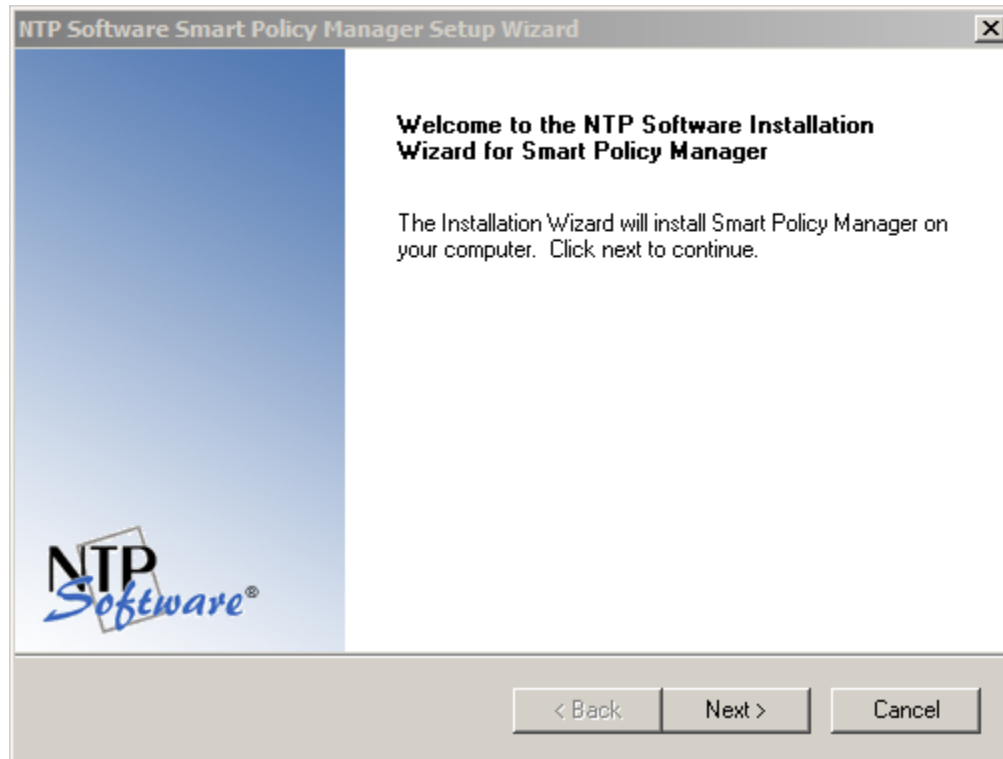 NTP Software Smart Policy Manager Setup Wizard
Welcome to the NTP Software Installation
Wizard for Smart Policy Manager
The Installation Wizard will install Smart Policy Manager on
your computer.  Click next to continue.
NTP
Software®
< Back
Next >
Cancel